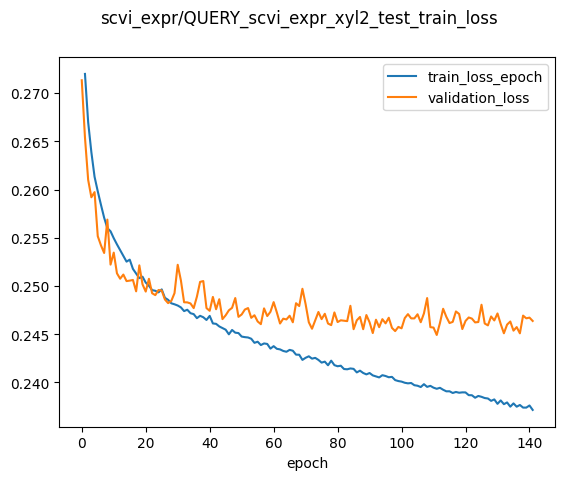 scvi_expr/QUERY_scvi_expr_xyl2_test_train_loss
train_loss_epoch
validation_loss
0.270
0.265
0.260
0.255
0.250
0.245
0.240
0 20 40 60 80 100 120 140
epoch